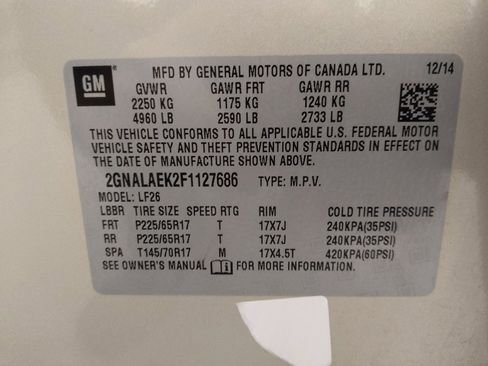 GM
MFD BY GENERAL MOTORS OF CANADA LTD. 12/14
GVWR GAWR FRT GAWR RR
2250 KG 1175 KG 1240 KG
4960 LB 2590 LB 2733 LB
THIS VEHICLE CONFORMS TO ALL APPLICABLE U.S. FEDERAL MOTOR
VEHICLE SAFETY AND THEFT PREVENTION STANDARDS IN EFFECT ON
THE DATE OF MANUFACTURE SHOWN ABOVE.
2GNALAEK2F1127686 TYPE: M.P.V.
MODEL: LF26
LBBR TIRE SIZE SPEED RTG RIM COLD TIRE PRESSURE
FRT P225/65R17 T 17X7J 240KPA(35PSI)
RR P225/65R17 T 17X7J 240KPA(35PSI)
SPA T145/70R17 M 17X4.5T 420KPA(60PSI)
SEE OWNER'S MANUAL FOR MORE INFORMATION.